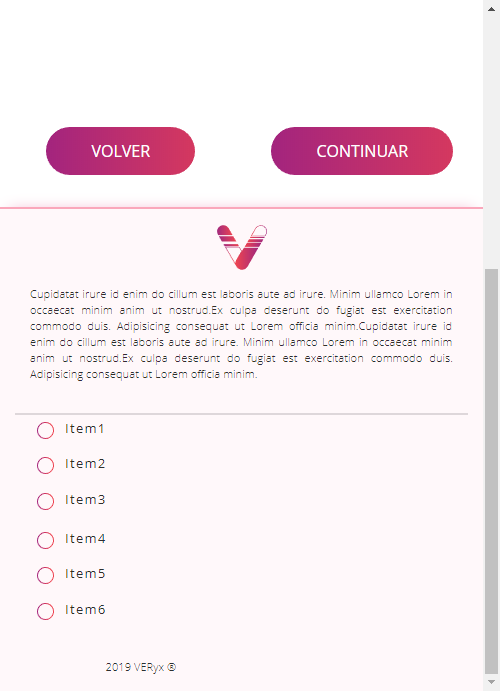 VOLVER
CONTINUAR
Cupidatat irure id enim do cillum est laboris aute ad irure. Minim ullamco Lorem in
occaecat minim anim ut nostrud.Ex culpa deserunt do fugiat est exercitation
commodo duis. Adipisicing consequat ut Lorem officia minim.Cupidatat irure id
enim do cillum est laboris aute ad irure. Minim ullamco Lorem in occaecat minim
anim ut nostrud.Ex culpa deserunt do fugiat est exercitation commodo duis.
Adipisicing consequat ut Lorem officia minim.
Item1
Item2
Item3
Item4
Item5
Item6
2019 VERyx ®